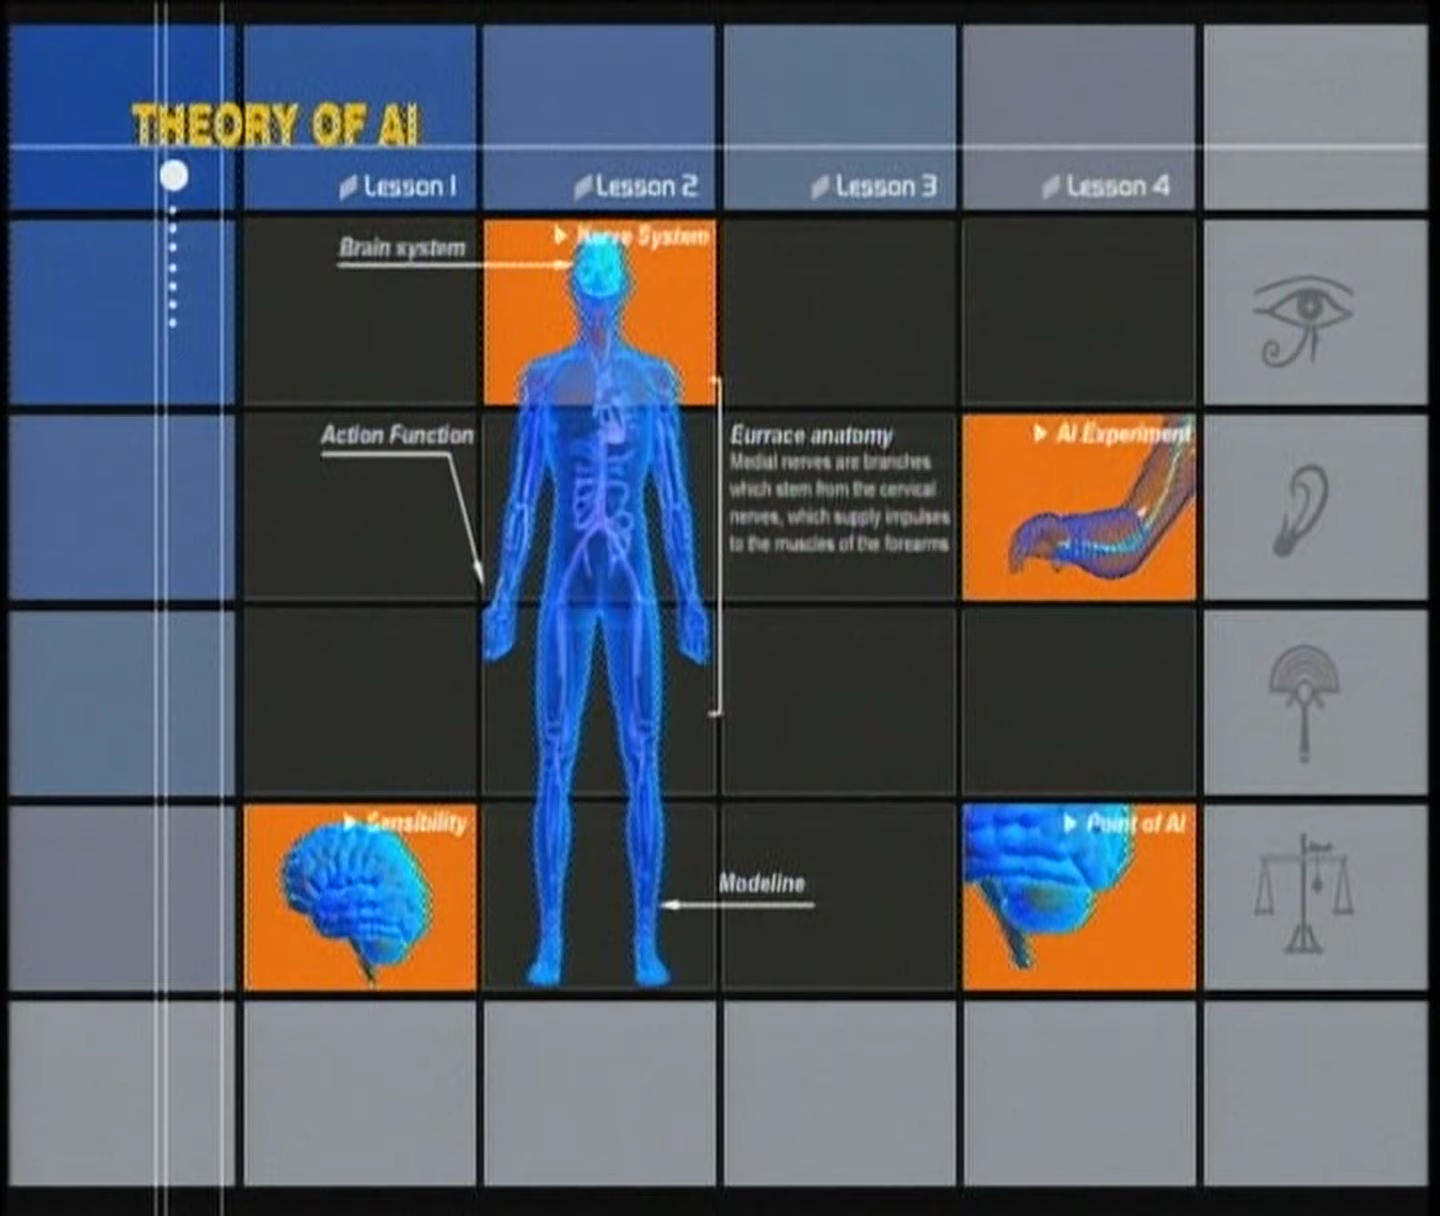 THEORY OF AI
Lesson 1
Lesson 2
Lesson 3
Lesson 4
Brain system
Nerve System
Action Function
Eurrace anatomy
Medial nerves are branches
which stem from the cervical
nerves, which supply impulses
to the muscles of the forearms
AI Experiment
Sensibility
Point of AI
Modeline